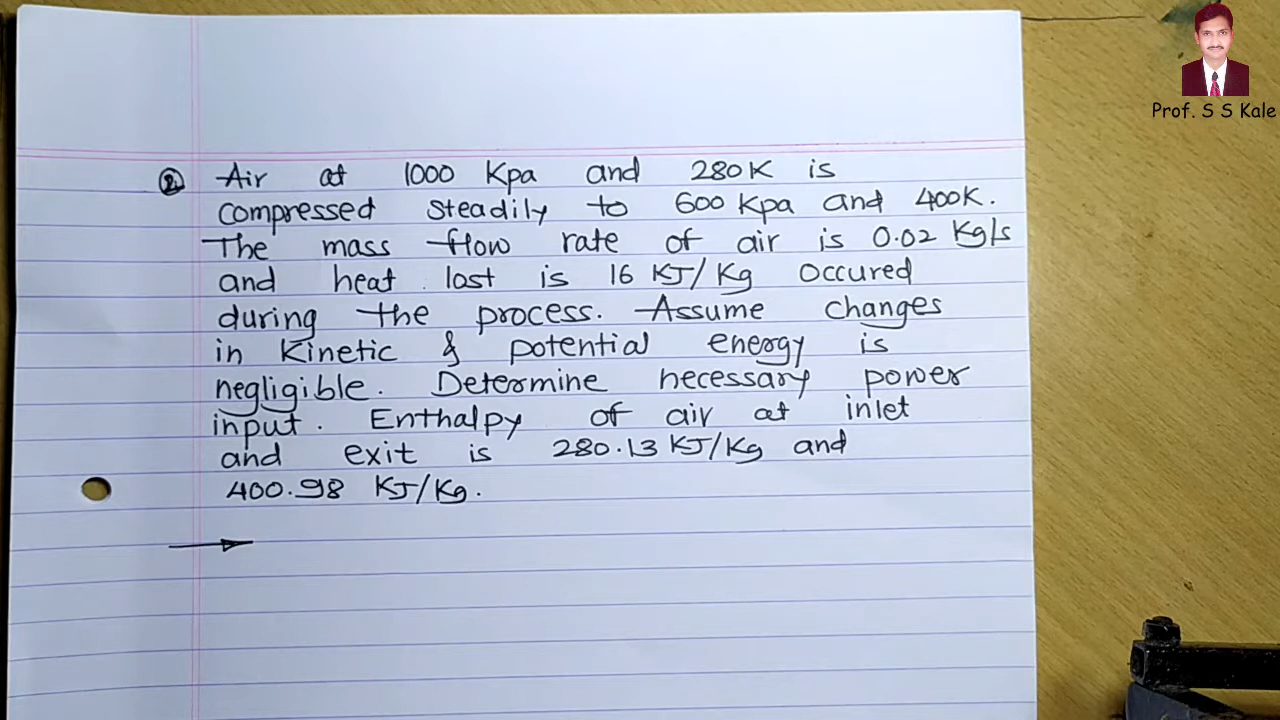 Prof. S S Kale
2. Air at 1000 Kpa and 280K is
compressed steadily to 600 Kpa and 400K.
The mass flow rate of air is 0.02 Kg/s
and heat lost is 16 KJ/Kg occured
during the process. Assume changes
in Kinetic & potential energy is
negligible. Determine necessary power
input. Enthalpy of air at inlet
and exit is 280.13 KJ/Kg and
400.98 KJ/Kg.